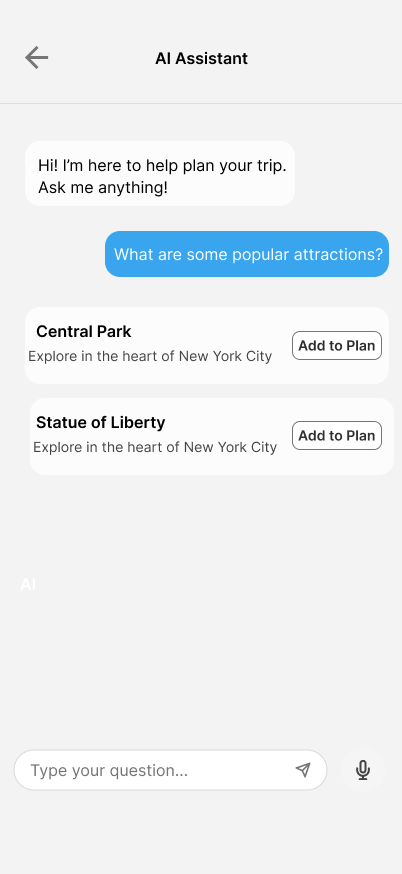 AI Assistant
Hi! I’m here to help plan your trip.
Ask me anything!
What are some popular attractions?
Central Park
Explore in the heart of New York City
Add to Plan
Statue of Liberty
Explore in the heart of New York City
Add to Plan
AI
Type your question...